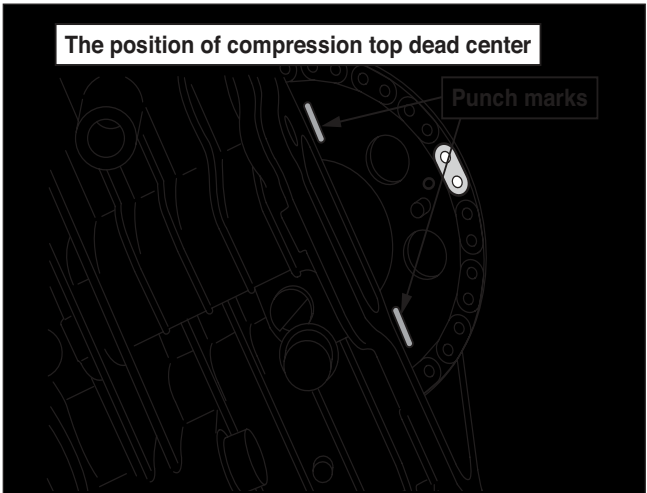 The position of compression top dead center
Punch marks